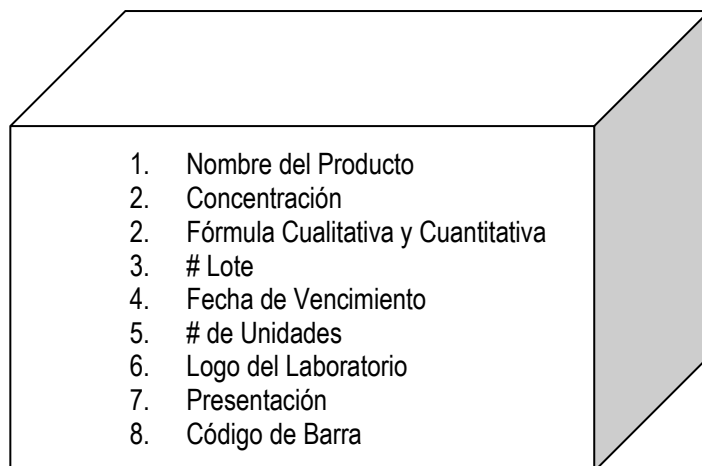 1. Nombre del Producto
2. Concentración
2. Fórmula Cualitativa y Cuantitativa
3. # Lote
4. Fecha de Vencimiento
5. # de Unidades
6. Logo del Laboratorio
7. Presentación
8. Código de Barra